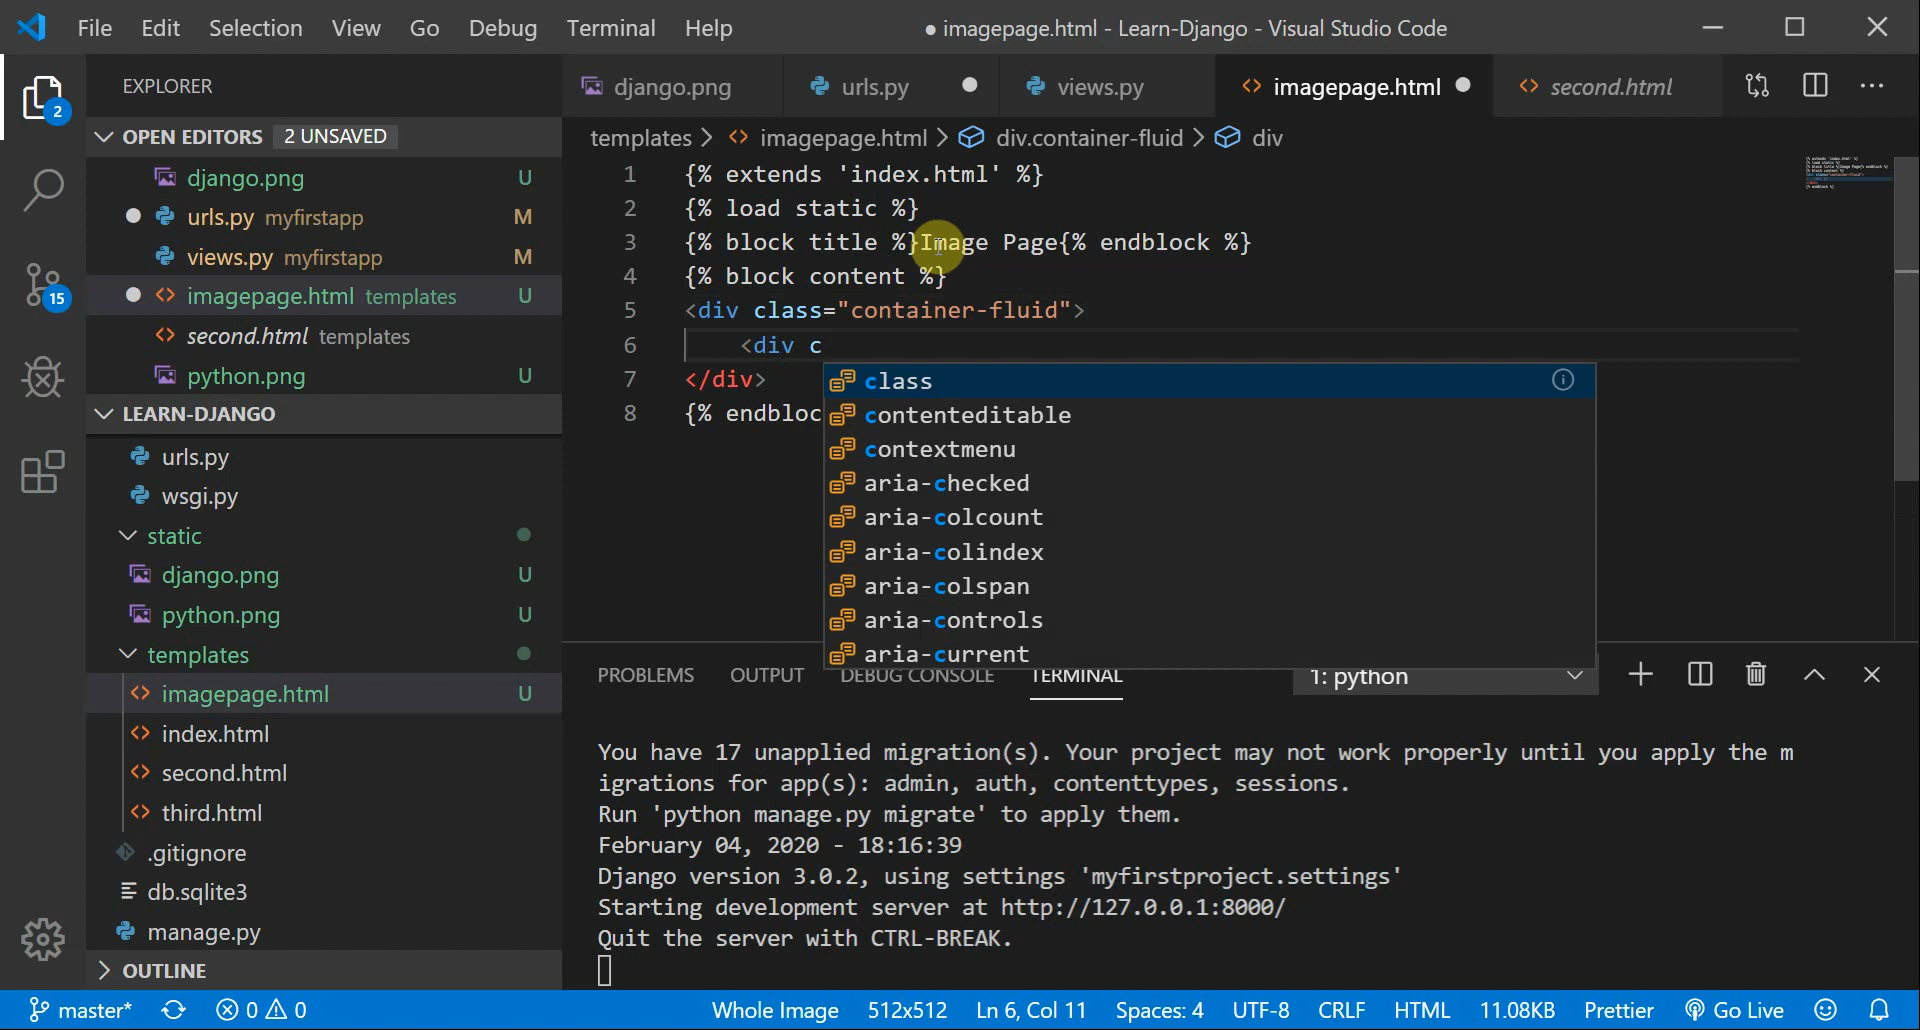 File Edit Selection View Go Debug Terminal Help
● imagepage.html - Learn-Django - Visual Studio Code
EXPLORER
OPEN EDITORS 2 UNSAVED
django.png U
urls.py myfirstapp M
views.py myfirstapp M
imagepage.html templates U
second.html templates
python.png U
LEARN-DJANGO
urls.py
wsgi.py
static
django.png U
python.png U
templates
imagepage.html U
index.html
second.html
third.html
.gitignore
db.sqlite3
manage.py
OUTLINE
2
15
django.png urls.py views.py imagepage.html second.html
templates > imagepage.html > div.container-fluid > div
1 {% extends 'index.html' %}
2 {% load static %}
3 {% block title %}Image Page{% endblock %}
4 {% block content %}
5 <div class="container-fluid">
6 <div c
7 </div>
8 {% endbloc
class
contenteditable
contextmenu
aria-checked
aria-colcount
aria-colindex
aria-colspan
aria-controls
aria-current
PROBLEMS OUTPUT DEBUG CONSOLE TERMINAL 1: python
You have 17 unapplied migration(s). Your project may not work properly until you apply the m
igrations for app(s): admin, auth, contenttypes, sessions.
Run 'python manage.py migrate' to apply them.
February 04, 2020 - 18:16:39
Django version 3.0.2, using settings 'myfirstproject.settings'
Starting development server at http://127.0.0.1:8000/
Quit the server with CTRL-BREAK.
master* 0 0 Whole Image 512x512 Ln 6, Col 11 Spaces: 4 UTF-8 CRLF HTML 11.08KB Prettier Go Live